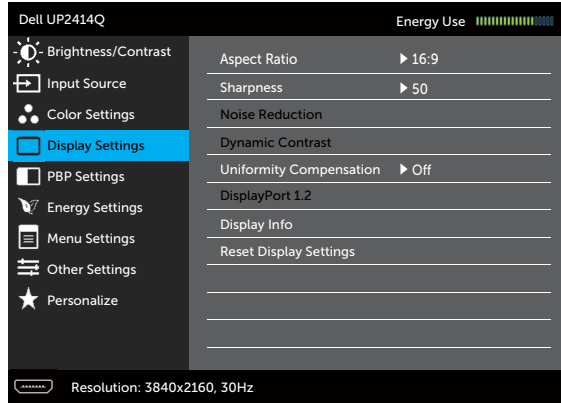 Dell UP2414Q
Energy Use
Brightness/Contrast
Input Source
Color Settings
Display Settings
PBP Settings
Energy Settings
Menu Settings
Other Settings
Personalize
Aspect Ratio 16:9
Sharpness 50
Noise Reduction
Dynamic Contrast
Uniformity Compensation Off
DisplayPort 1.2
Display Info
Reset Display Settings
Resolution: 3840x2160, 30Hz